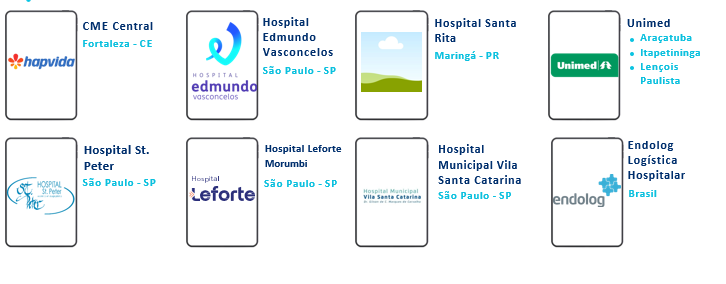 hapvida
CME Central
Fortaleza - CE
HOSPITAL
edmundo
vasconcelos
Hospital
Edmundo
Vasconcelos
São Paulo - SP
Hospital Santa
Rita
Maringá - PR
Unimed
Unimed
• Araçatuba
• Itapetininga
• Lençois
Paulista
HOSPITAL
St. Peter
Hospital St.
Peter
São Paulo - SP
Hospital
Leforte
Hospital Leforte
Morumbi
São Paulo - SP
Hospital Municipal
Vila Santa Catarina
Hospital
Municipal Vila
Santa Catarina
São Paulo - SP
endolog
Endolog
Logística
Hospitalar
Brasil